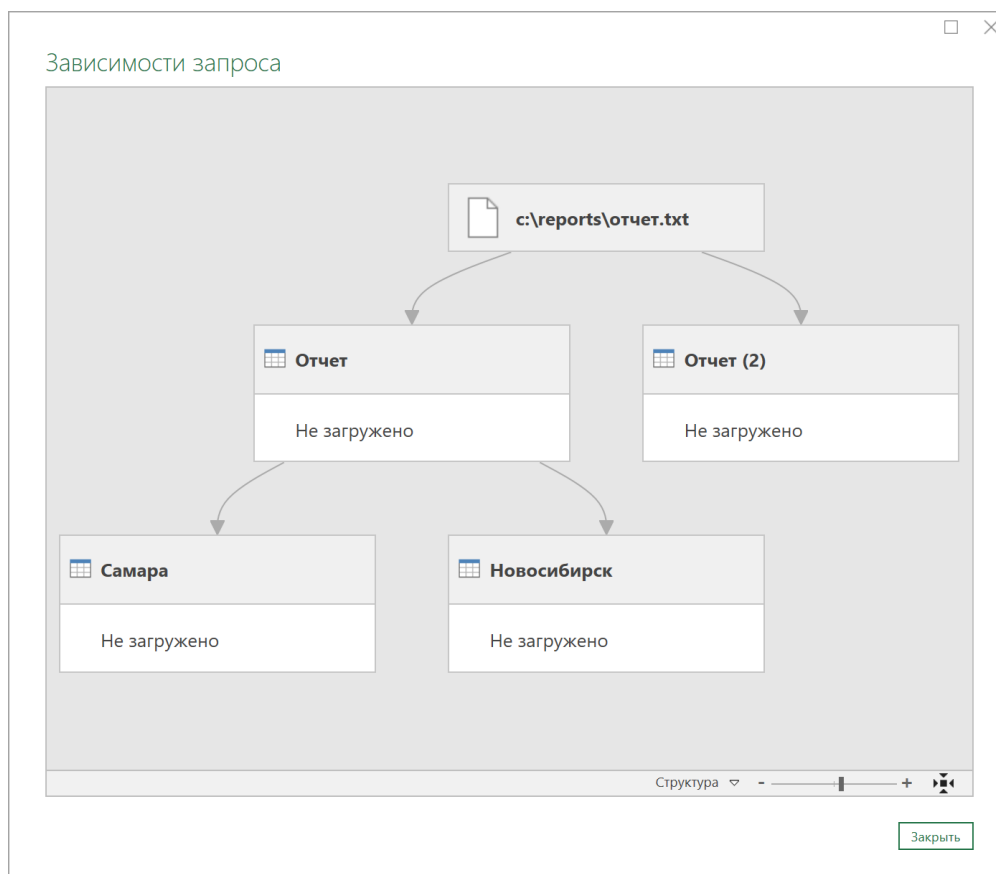 Зависимости запроса
c:\reports\отчет.txt
Отчет
Не загружено
Отчет (2)
Не загружено
Самара
Не загружено
Новосибирск
Не загружено
Структура
- +
Закрыть